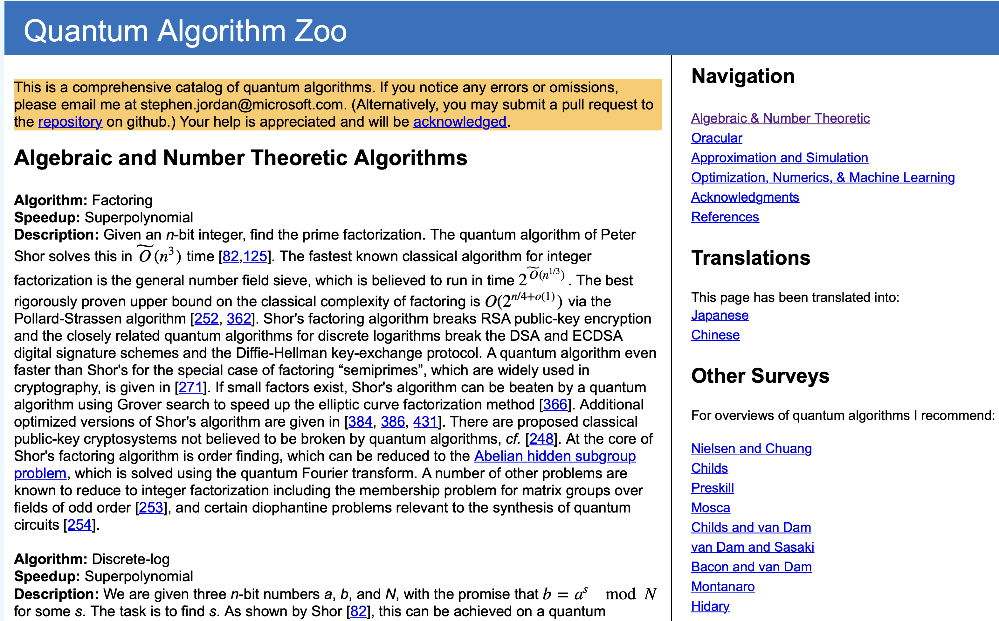 Quantum Algorithm Zoo
This is a comprehensive catalog of quantum algorithms. If you notice any errors or omissions,
please email me at stephen.jordan@microsoft.com. (Alternatively, you may submit a pull request to
the repository on github.) Your help is appreciated and will be acknowledged.
Algebraic and Number Theoretic Algorithms
Algorithm: Factoring
Speedup: Superpolynomial
Description: Given an n-bit integer, find the prime factorization. The quantum algorithm of Peter
Shor solves this in Õ(n³) time [82,125]. The fastest known classical algorithm for integer
factorization is the general number field sieve, which is believed to run in time 2^Õ(n^1/3). The best
rigorously proven upper bound on the classical complexity of factoring is O(2^n/4+o(1)) via the
Pollard-Strassen algorithm [252, 362]. Shor's factoring algorithm breaks RSA public-key encryption
and the closely related quantum algorithms for discrete logarithms break the DSA and ECDSA
digital signature schemes and the Diffie-Hellman key-exchange protocol. A quantum algorithm even
faster than Shor's for the special case of factoring “semiprimes”, which are widely used in
cryptography, is given in [271]. If small factors exist, Shor's algorithm can be beaten by a quantum
algorithm using Grover search to speed up the elliptic curve factorization method [366]. Additional
optimized versions of Shor's algorithm are given in [384, 386, 431]. There are proposed classical
public-key cryptosystems not believed to be broken by quantum algorithms, cf. [248]. At the core of
Shor's factoring algorithm is order finding, which can be reduced to the Abelian hidden subgroup
problem, which is solved using the quantum Fourier transform. A number of other problems are
known to reduce to integer factorization including the membership problem for matrix groups over
fields of odd order [253], and certain diophantine problems relevant to the synthesis of quantum
circuits [254].
Algorithm: Discrete-log
Speedup: Superpolynomial
Description: We are given three n-bit numbers a, b, and N, with the promise that b = a^s mod N
for some s. The task is to find s. As shown by Shor [82], this can be achieved on a quantum
Navigation
Algebraic & Number Theoretic
Oracular
Approximation and Simulation
Optimization, Numerics, & Machine Learning
Acknowledgments
References
Translations
This page has been translated into:
Japanese
Chinese
Other Surveys
For overviews of quantum algorithms I recommend:
Nielsen and Chuang
Childs
Preskill
Mosca
Childs and van Dam
van Dam and Sasaki
Bacon and van Dam
Montanaro
Hidary